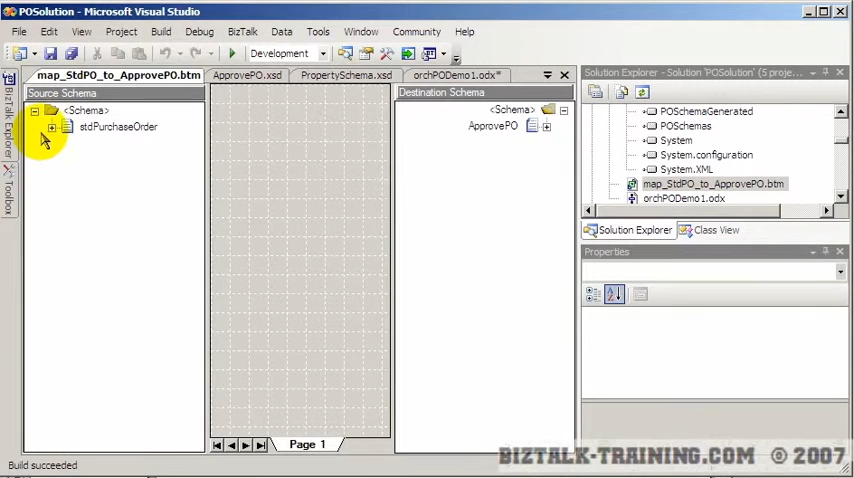 POSolution - Microsoft Visual Studio
File Edit View Project Build Debug BizTalk Data Tools Window Community Help
Development
map_StdPO_to_ApprovePO.btm ApprovePO.xsd PropertySchema.xsd orchPODemo1.odx*
Solution Explorer - Solution 'POSolution' (5 proje...
BizTalk Explorer
Toolbox
Source Schema
<Schema>
stdPurchaseOrder
Page 1
Destination Schema
<Schema>
ApprovePO
POSchemaGenerated
POSchemas
System
System.configuration
System.XML
map_StdPO_to_ApprovePO.btm
orchPODemo1.odx
Solution Explorer Class View
Properties
Build succeeded
BIZTALK-TRAINING.COM © 2007